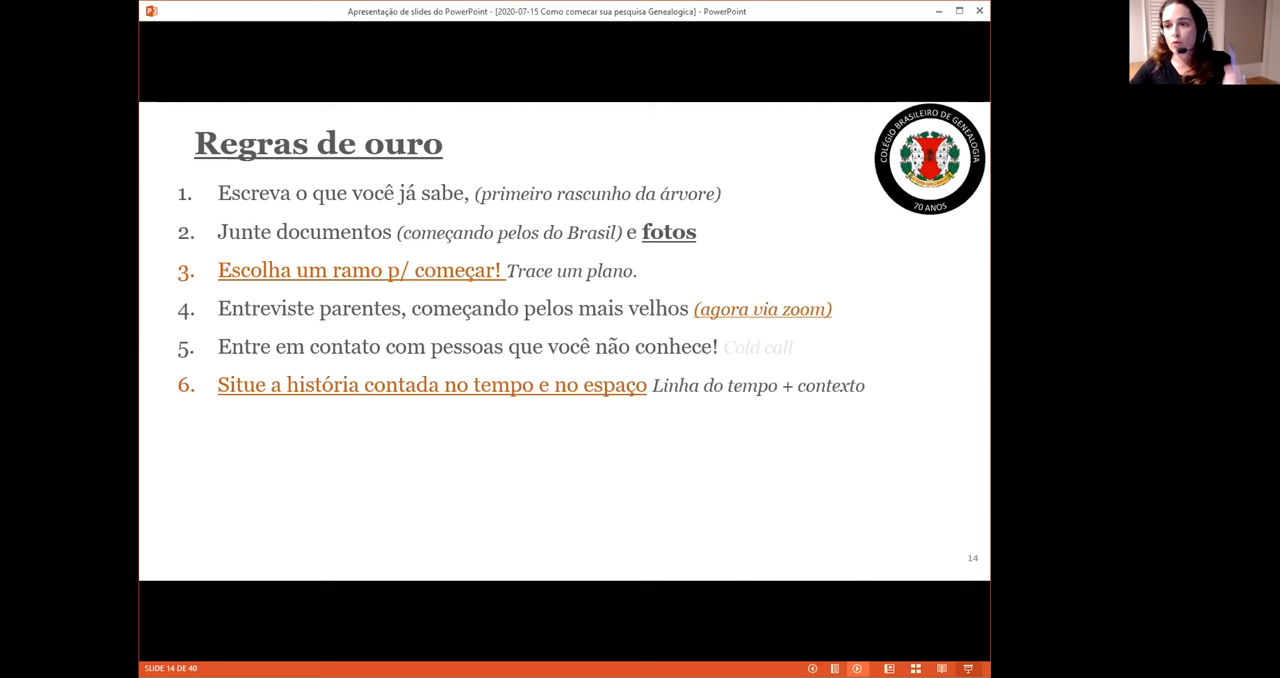 Apresentação de slides do PowerPoint - [2020-07-15 Como comecar sua pesquisa Genealogica] - PowerPoint
Regras de ouro
COLÉGIO BRASILEIRO DE GENEALOGIA
70 ANOS
1. Escreva o que você já sabe, (primeiro rascunho da árvore)
2. Junte documentos (começando pelos do Brasil) e fotos
3. Escolha um ramo p/ começar! Trace um plano.
4. Entreviste parentes, começando pelos mais velhos (agora via zoom)
5. Entre em contato com pessoas que você não conhece! Cold call
6. Situe a história contada no tempo e no espaço Linha do tempo + contexto
14
SLIDE 14 DE 40